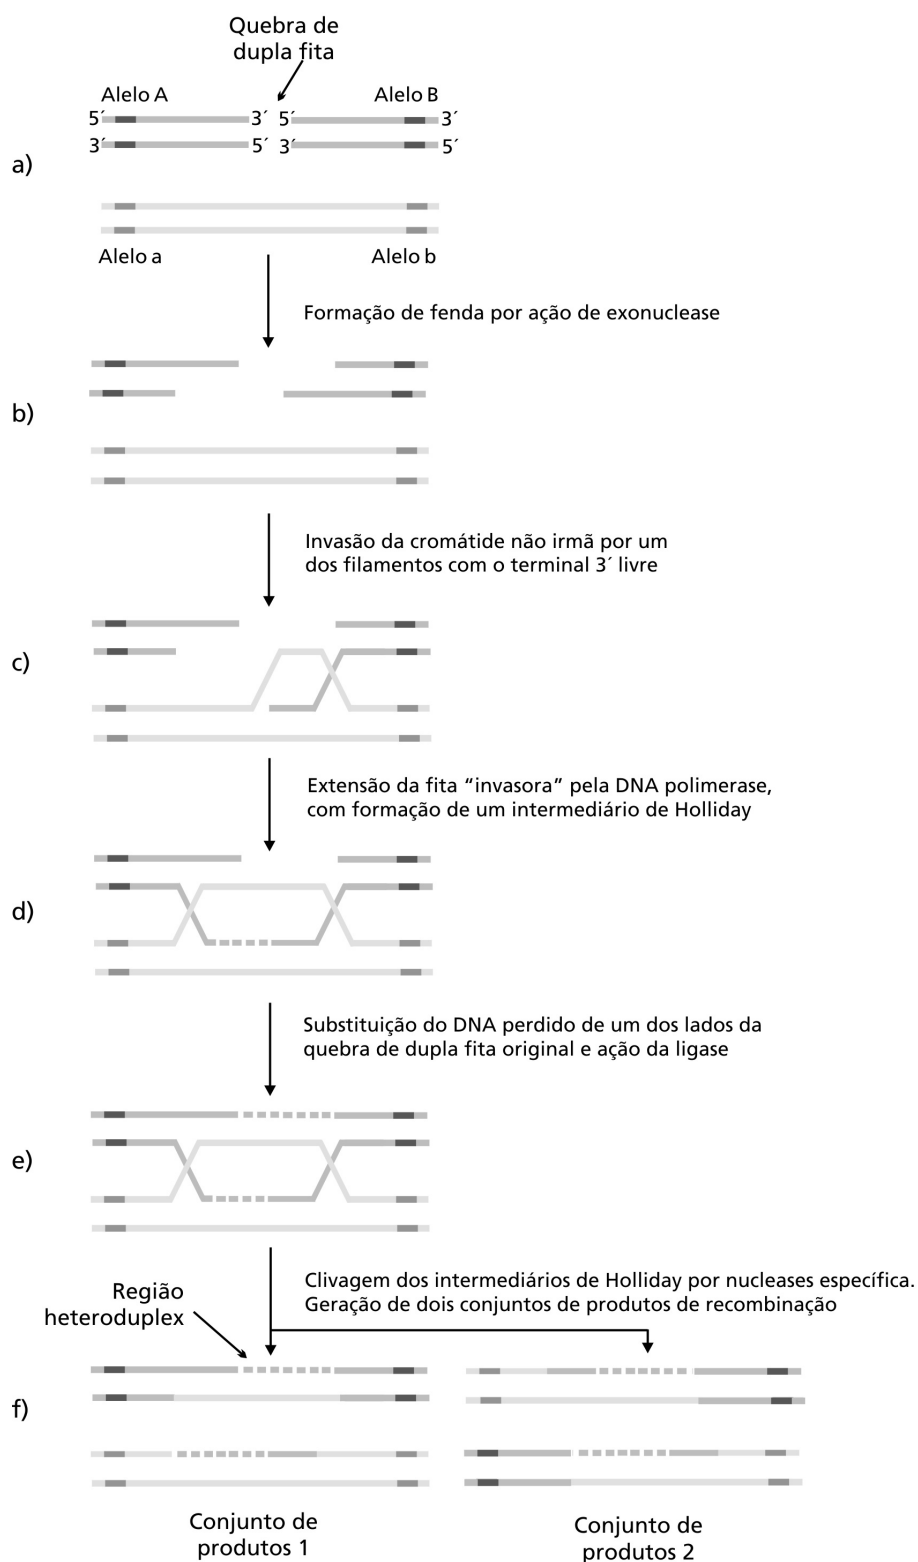 Quebra de
dupla fita
Alelo A
Alelo B
5´ 3´ 5´ 3´
3´ 5´ 3´ 5´
a)
Alelo a
Alelo b
Formação de fenda por ação de exonuclease
b)
Invasão da cromátide não irmã por um
dos filamentos com o terminal 3´ livre
c)
Extensão da fita “invasora” pela DNA polimerase,
com formação de um intermediário de Holliday
d)
Substituição do DNA perdido de um dos lados da
quebra de dupla fita original e ação da ligase
e)
Clivagem dos intermediários de Holliday por nucleases específica.
Geração de dois conjuntos de produtos de recombinação
Região
heteroduplex
f)
Conjunto de
produtos 1
Conjunto de
produtos 2